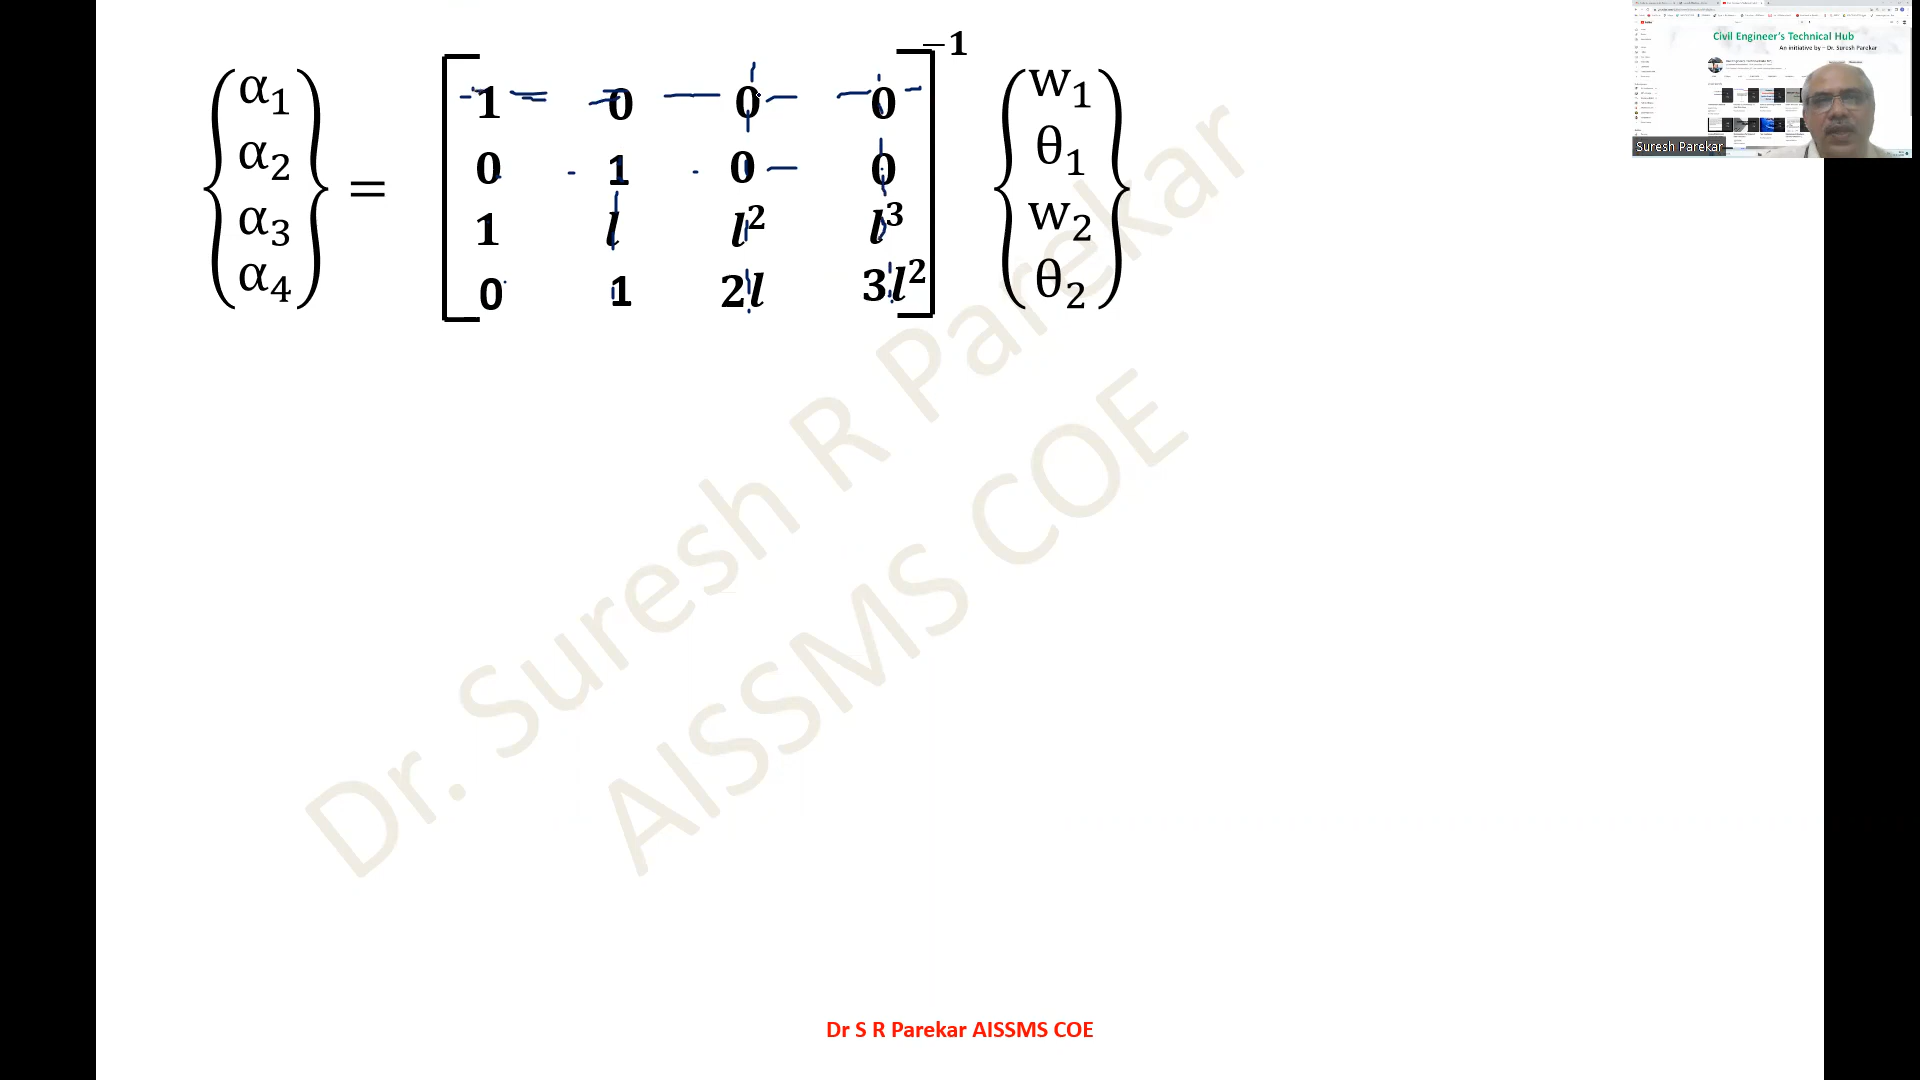 Civil Engineer's Technical Hub
An initiative by – Dr. Suresh Parekar
Suresh Parekar
−1
α1 1 0 0 0 w1
α2 0 1 0 0 θ1
=
α3 1 l l² l³ w2
α4 0 1 2l 3l² θ2
Dr. Suresh R Parekar
AISSMS COE
Dr S R Parekar AISSMS COE